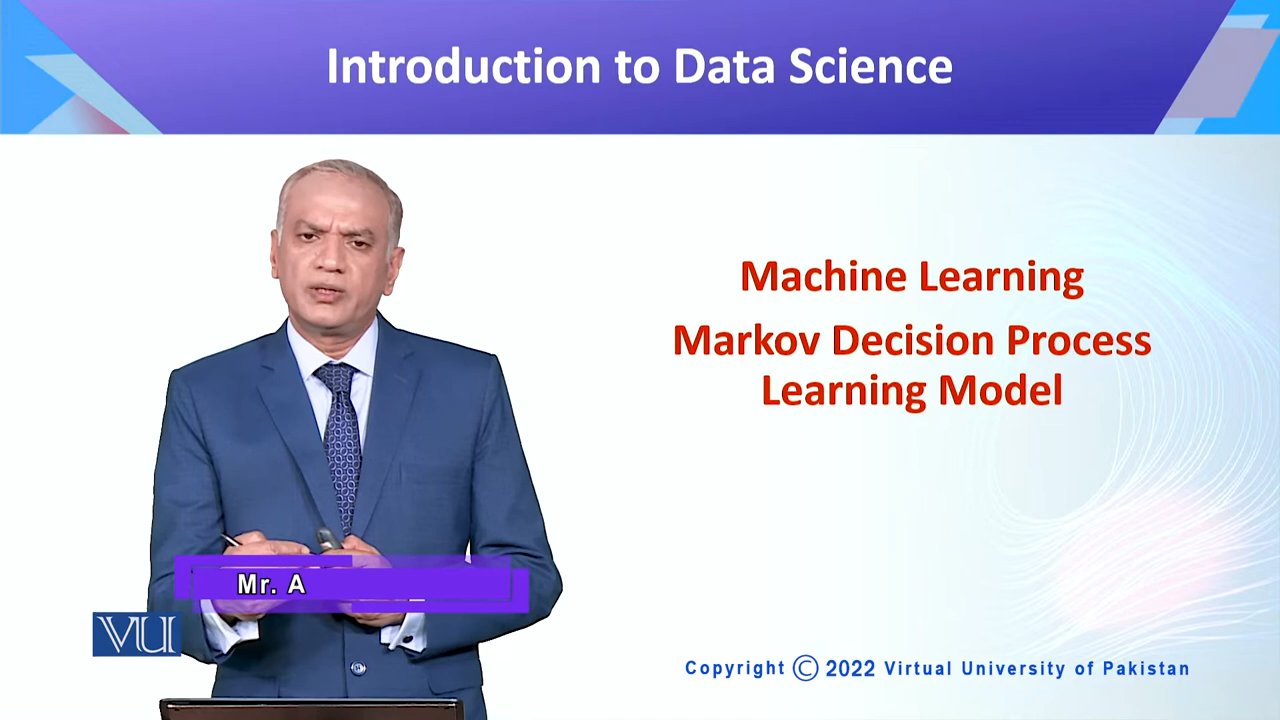 Introduction to Data Science
Machine Learning
Markov Decision Process
Learning Model
Mr. A
VU
Copyright © 2022 Virtual University of Pakistan